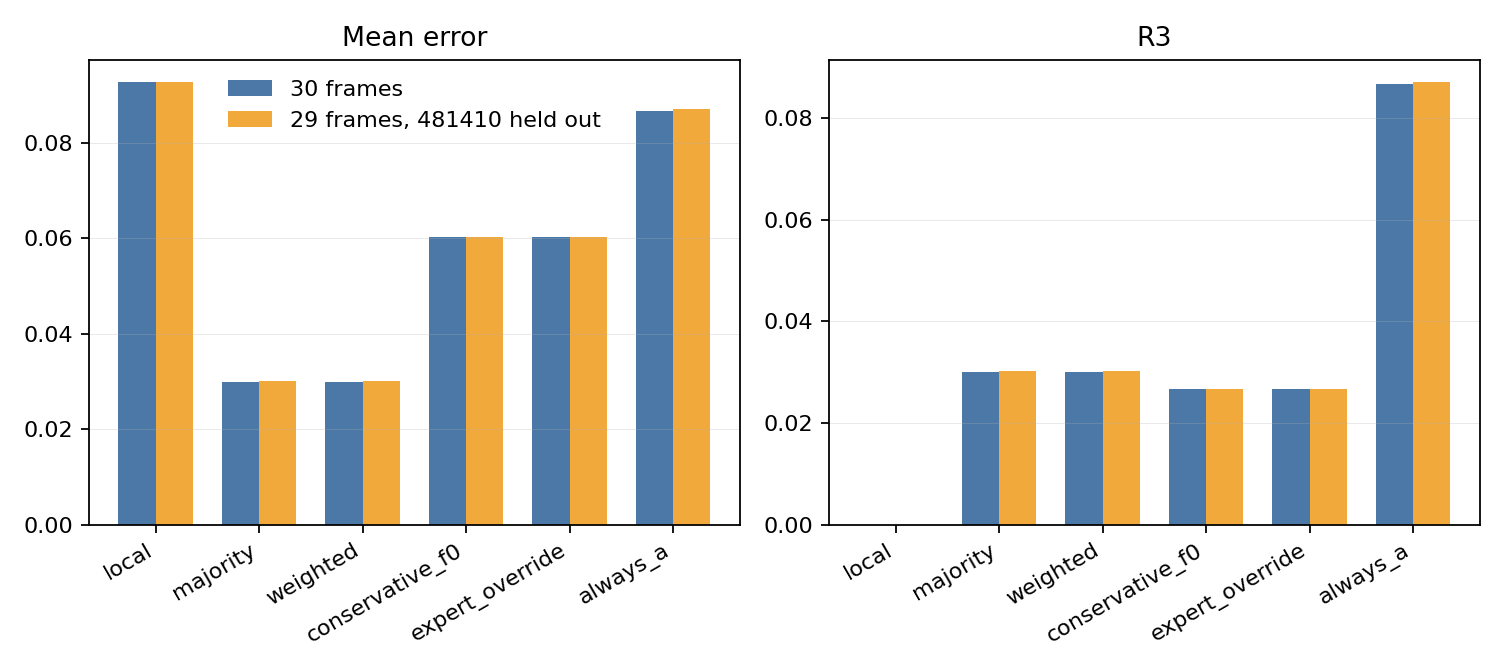 Mean error
30 frames
29 frames, 481410 held out
0.08
0.06
0.04
0.02
0.00
local
majority
weighted
conservative_f0
expert_override
always_a
R3
0.08
0.06
0.04
0.02
0.00
local
majority
weighted
conservative_f0
expert_override
always_a